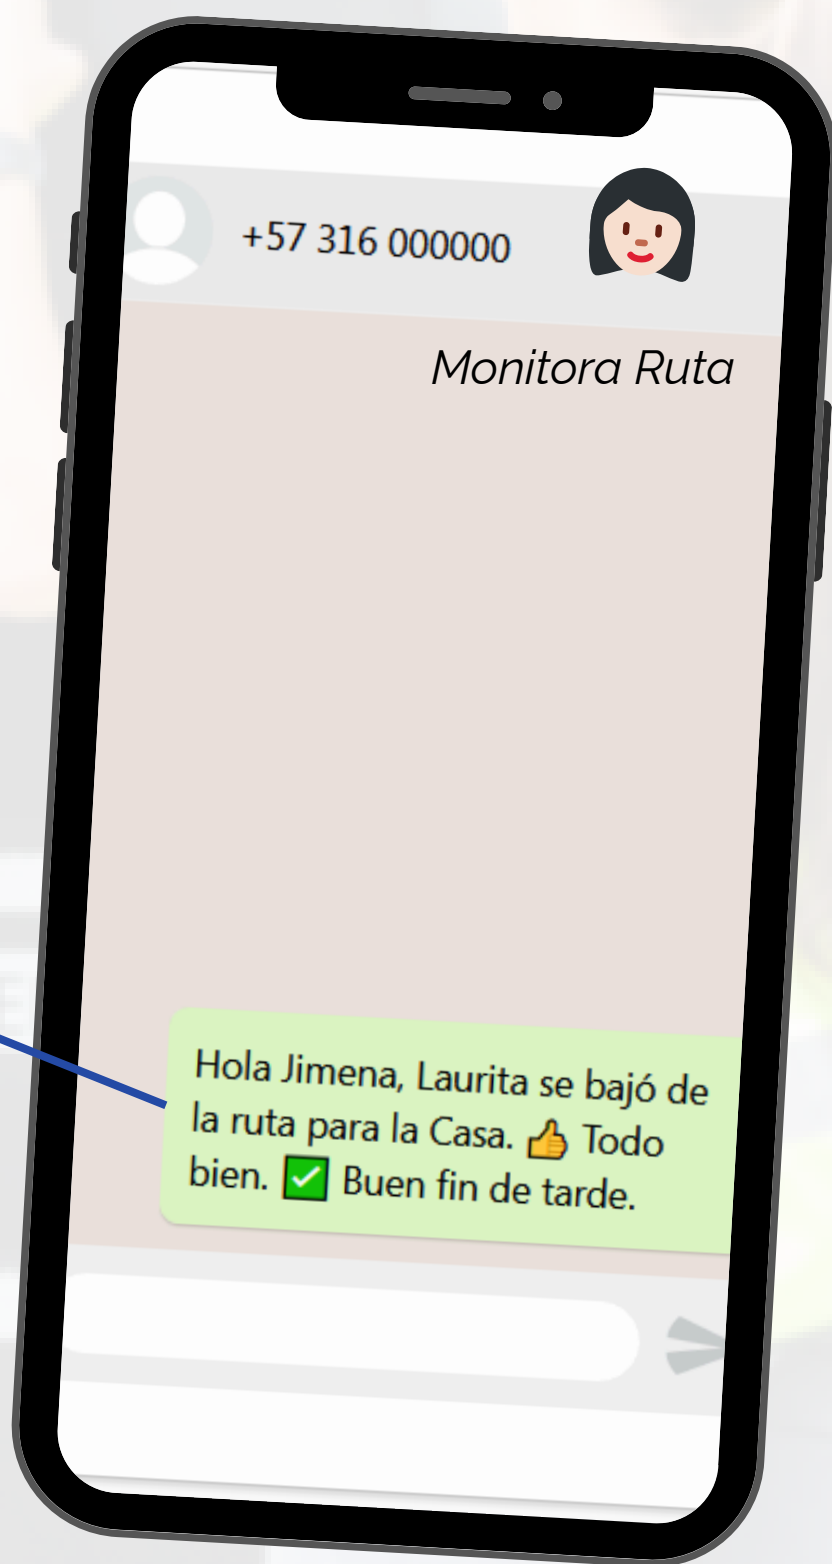 +57 316 000000
Monitora Ruta
Hola Jimena, Laurita se bajó de
la ruta para la Casa. 👍 Todo
bien. ✅ Buen fin de tarde.